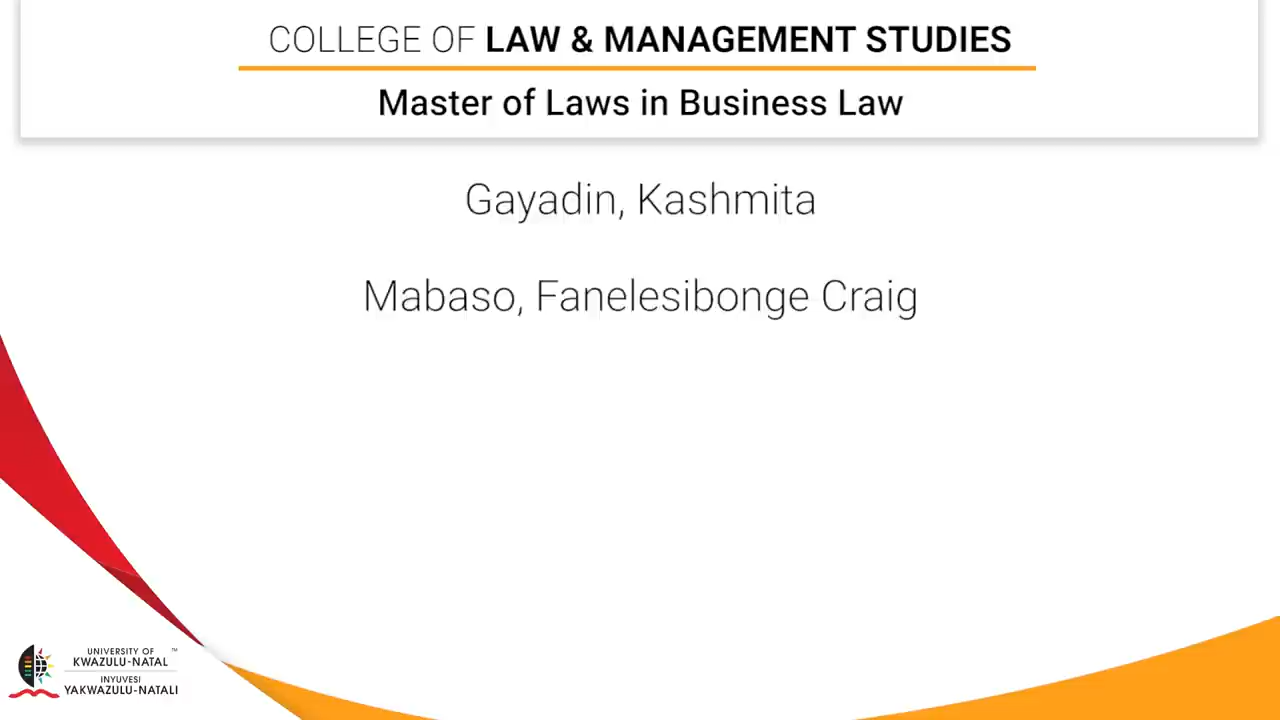 COLLEGE OF LAW & MANAGEMENT STUDIES
Master of Laws in Business Law
Gayadin, Kashmita
Mabaso, Fanelesibonge Craig
UNIVERSITY OF ™
KWAZULU-NATAL
INYUVESI
YAKWAZULU-NATALI